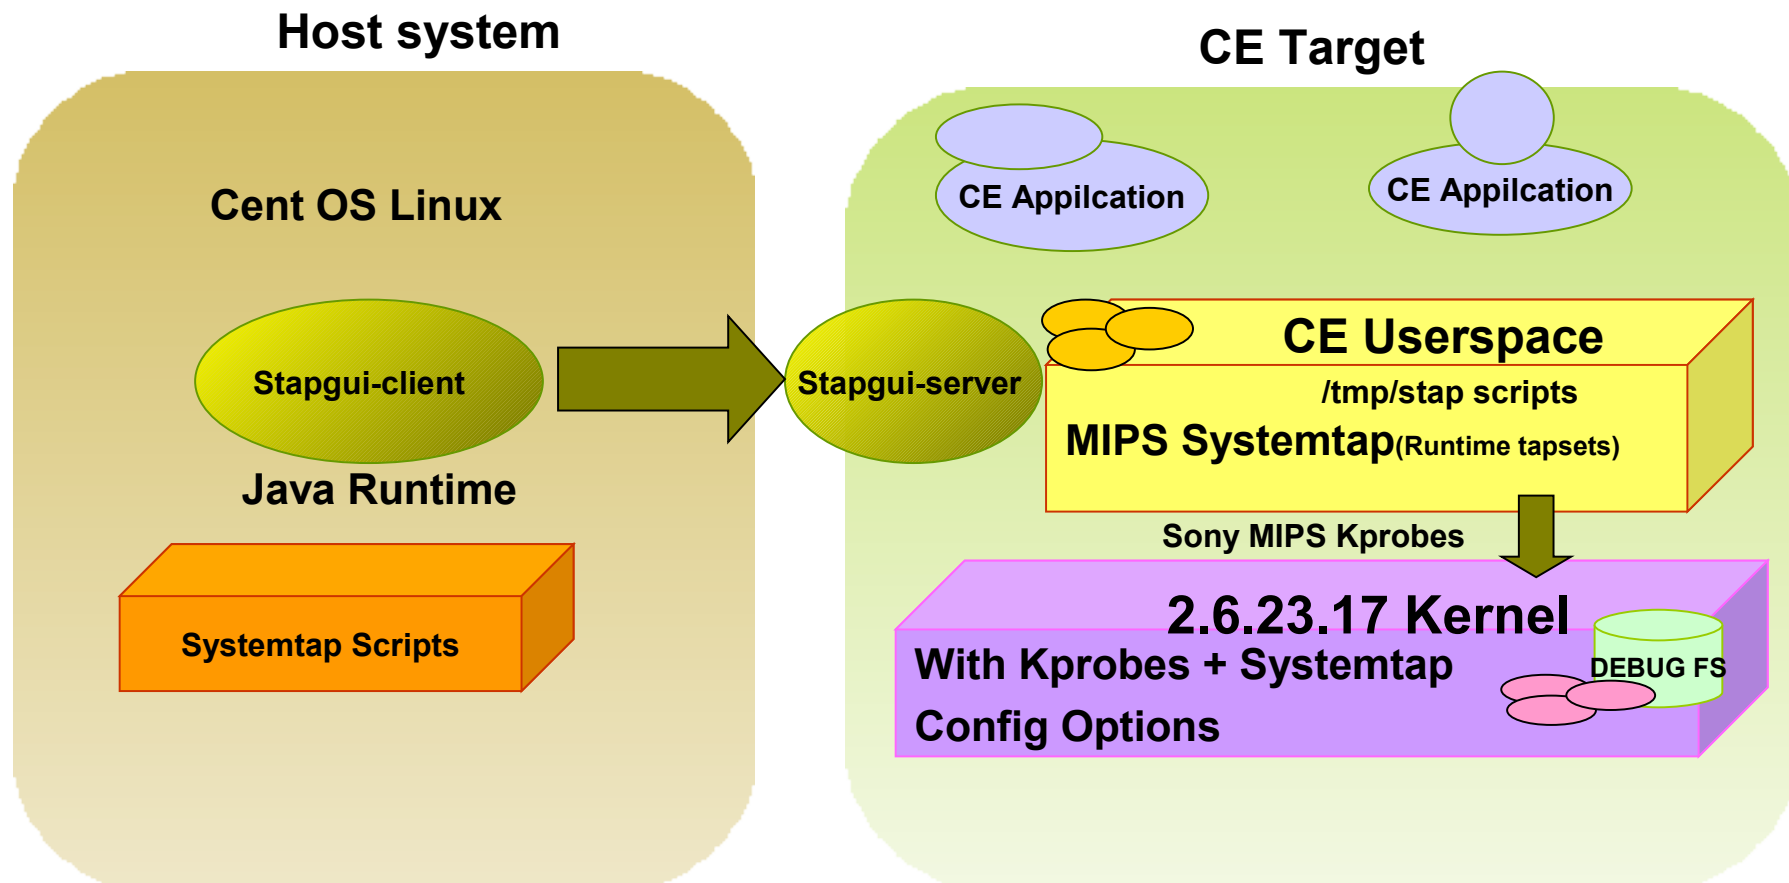 Host system
Cent OS Linux
Stapgui-client
Java Runtime
Systemtap Scripts
CE Target
CE Appilcation
CE Appilcation
Stapgui-server
CE Userspace
/tmp/stap scripts
MIPS Systemtap(Runtime tapsets)
Sony MIPS Kprobes
2.6.23.17 Kernel
With Kprobes + Systemtap
Config Options
DEBUG FS